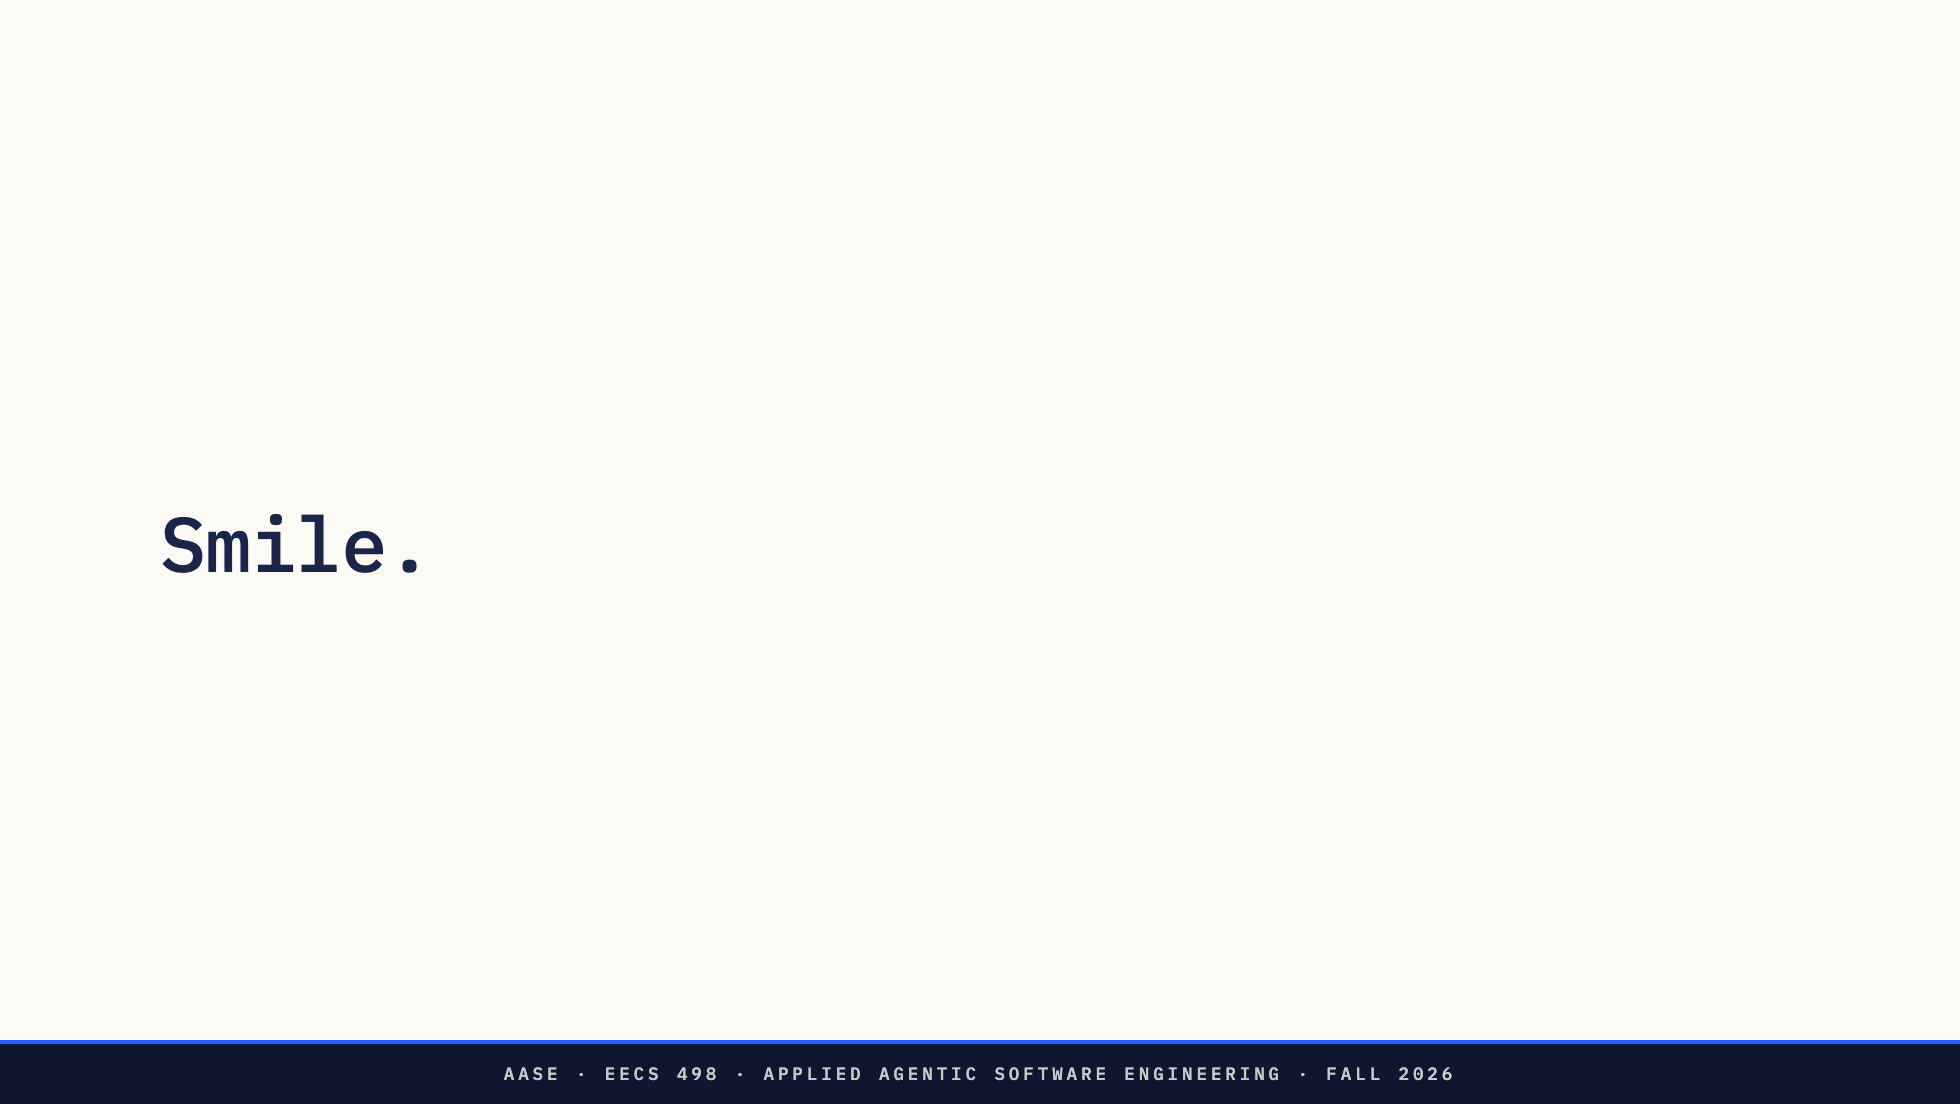 Smile.
AASE · EECS 498 · APPLIED AGENTIC SOFTWARE ENGINEERING · FALL 2026